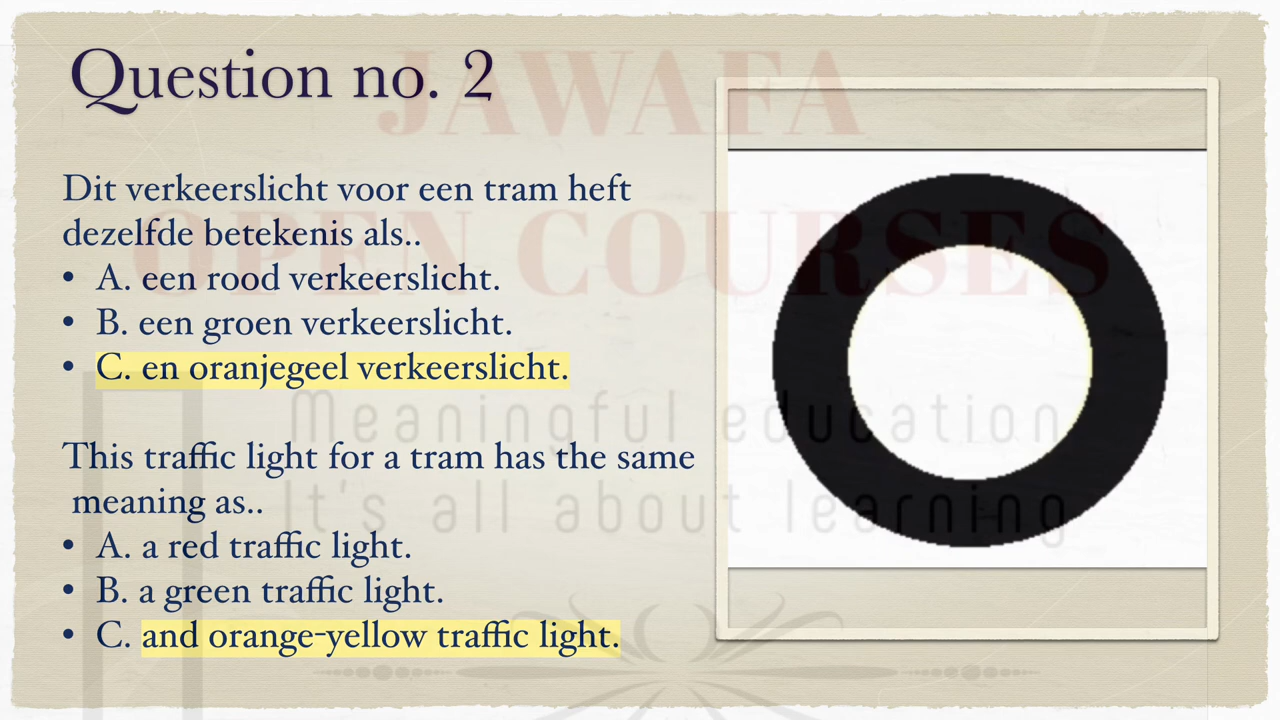 Question no. 2
JAWAFA
OPEN COURSES
Dit verkeerslicht voor een tram heft
dezelfde betekenis als..
• A. een rood verkeerslicht.
• B. een groen verkeerslicht.
• C. en oranjegeel verkeerslicht.
Meaningful education
This traffic light for a tram has the same
meaning as..
It's all about learning
• A. a red traffic light.
• B. a green traffic light.
• C. and orange-yellow traffic light.